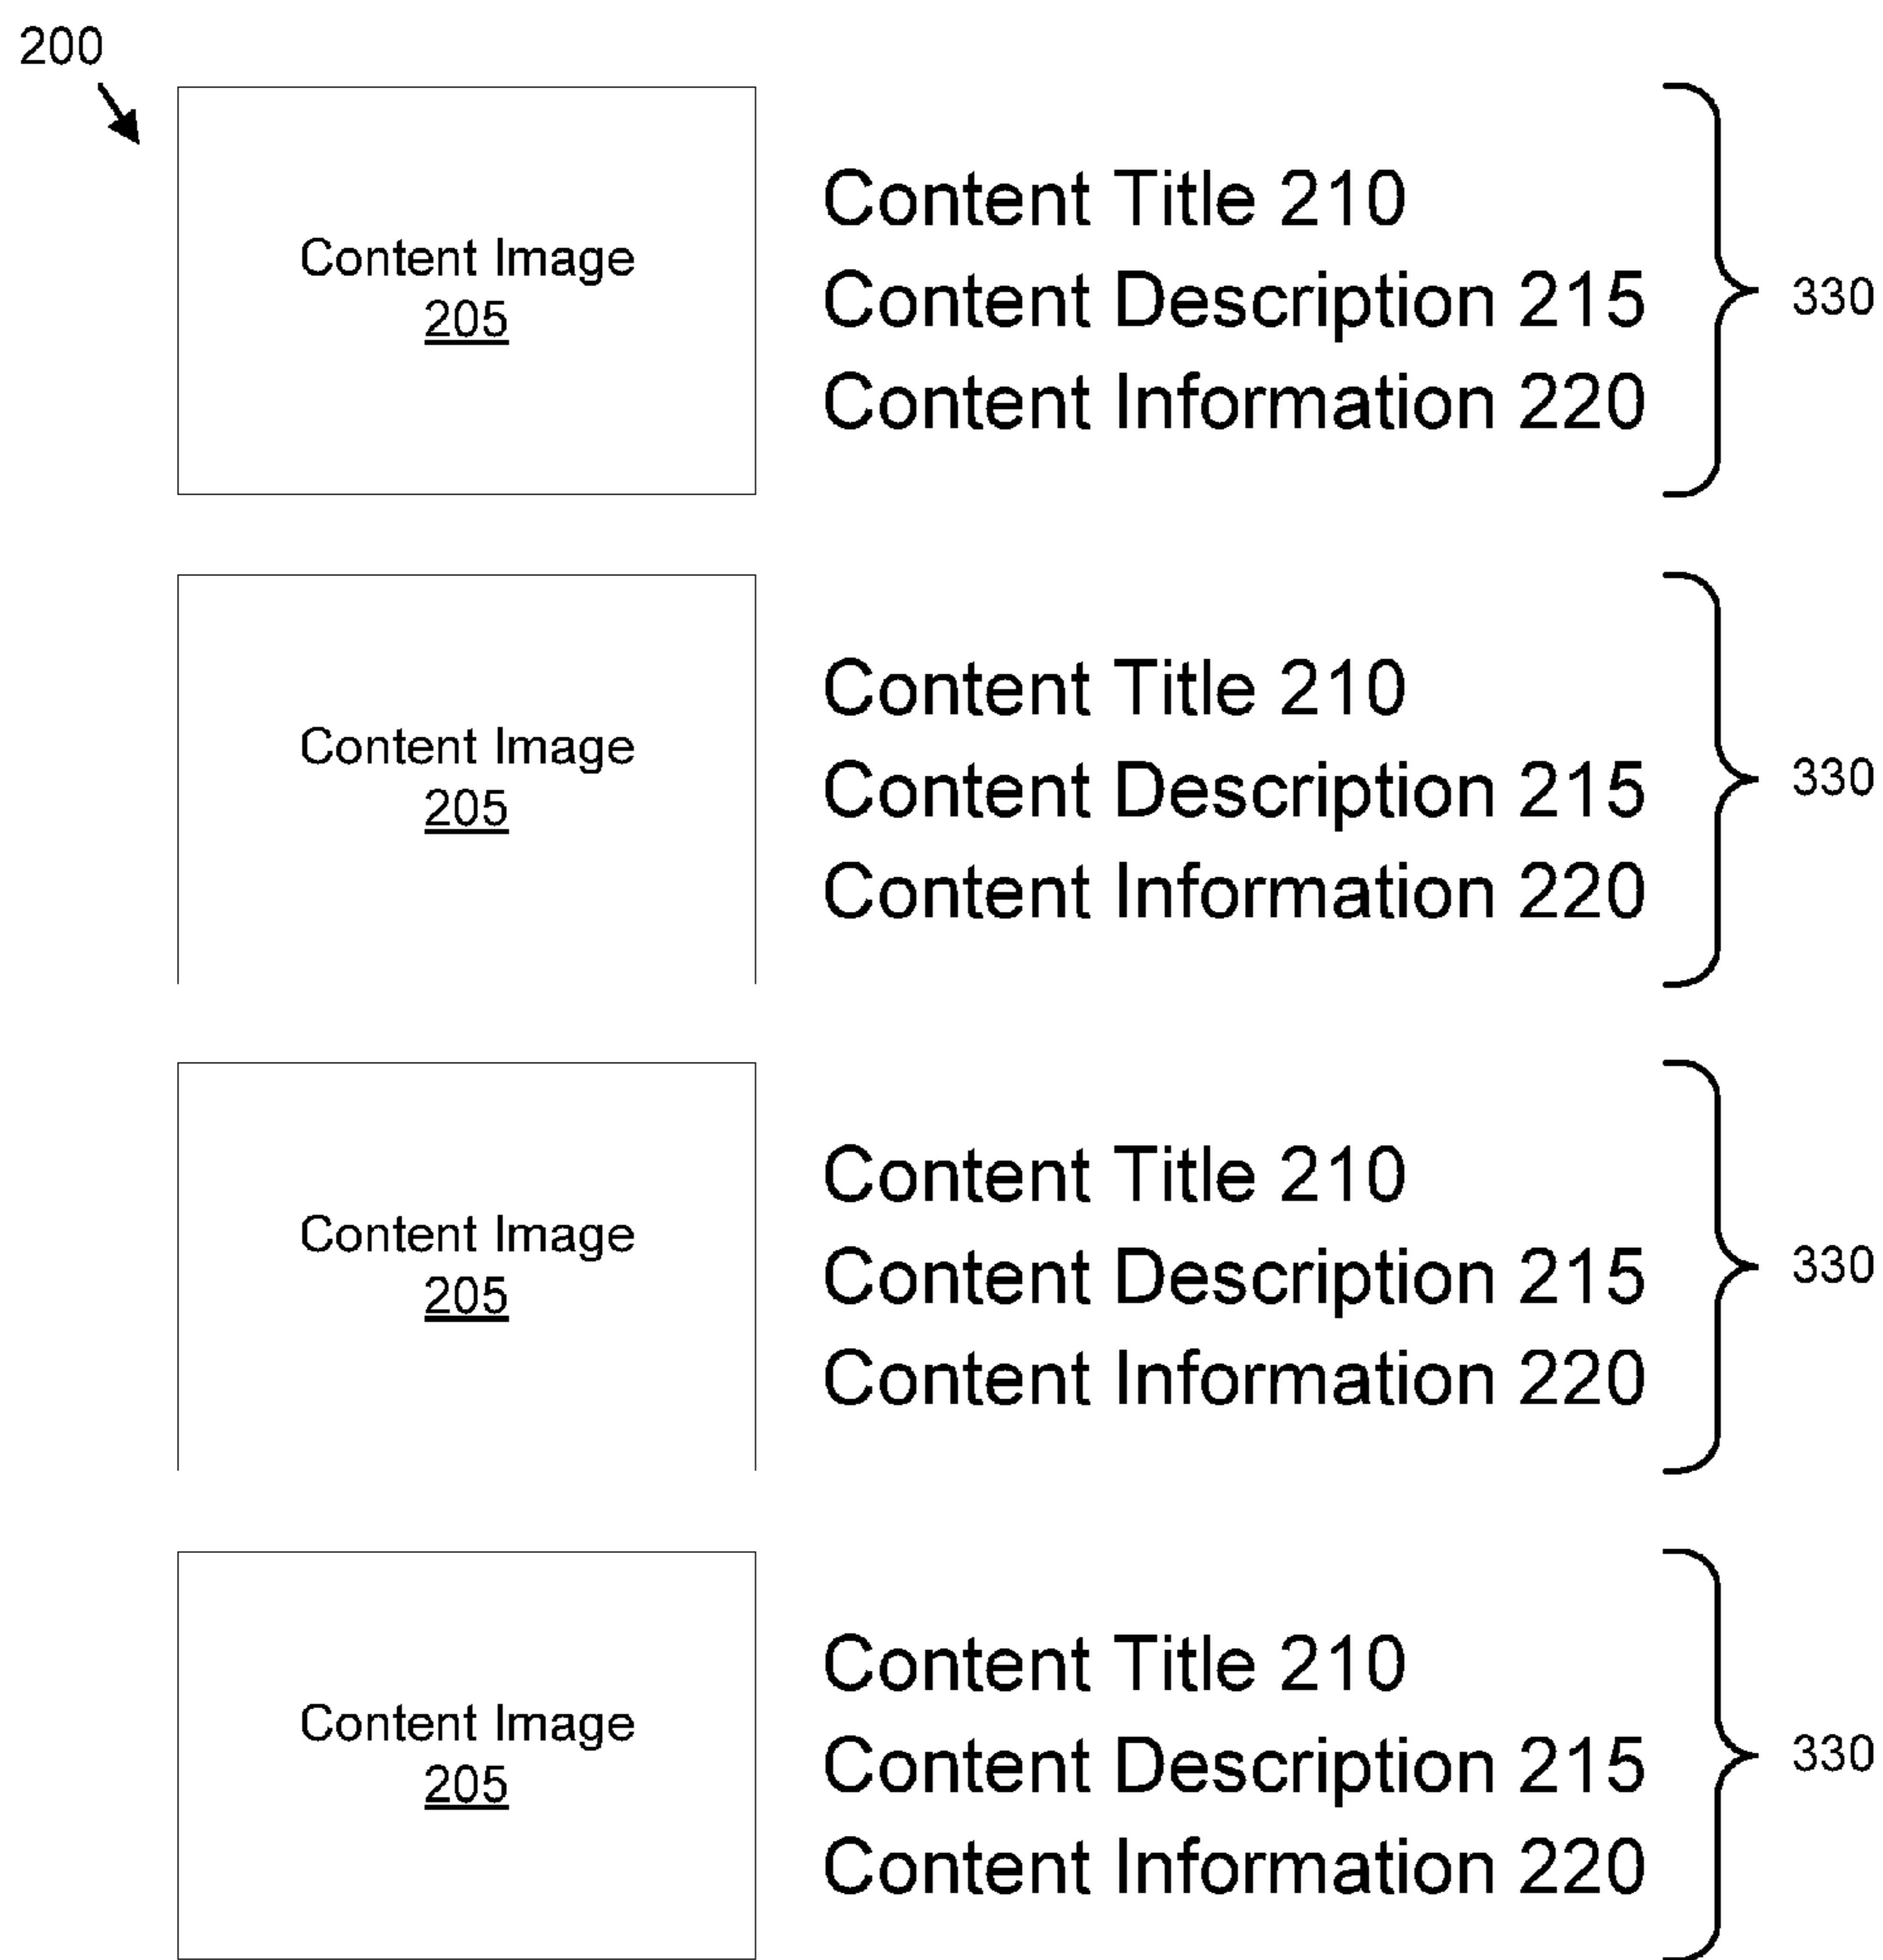 200
Content Image
205
Content Title 210
Content Description 215
Content Information 220
330
Content Image
205
Content Title 210
Content Description 215
Content Information 220
330
Content Image
205
Content Title 210
Content Description 215
Content Information 220
330
Content Image
205
Content Title 210
Content Description 215
Content Information 220
330